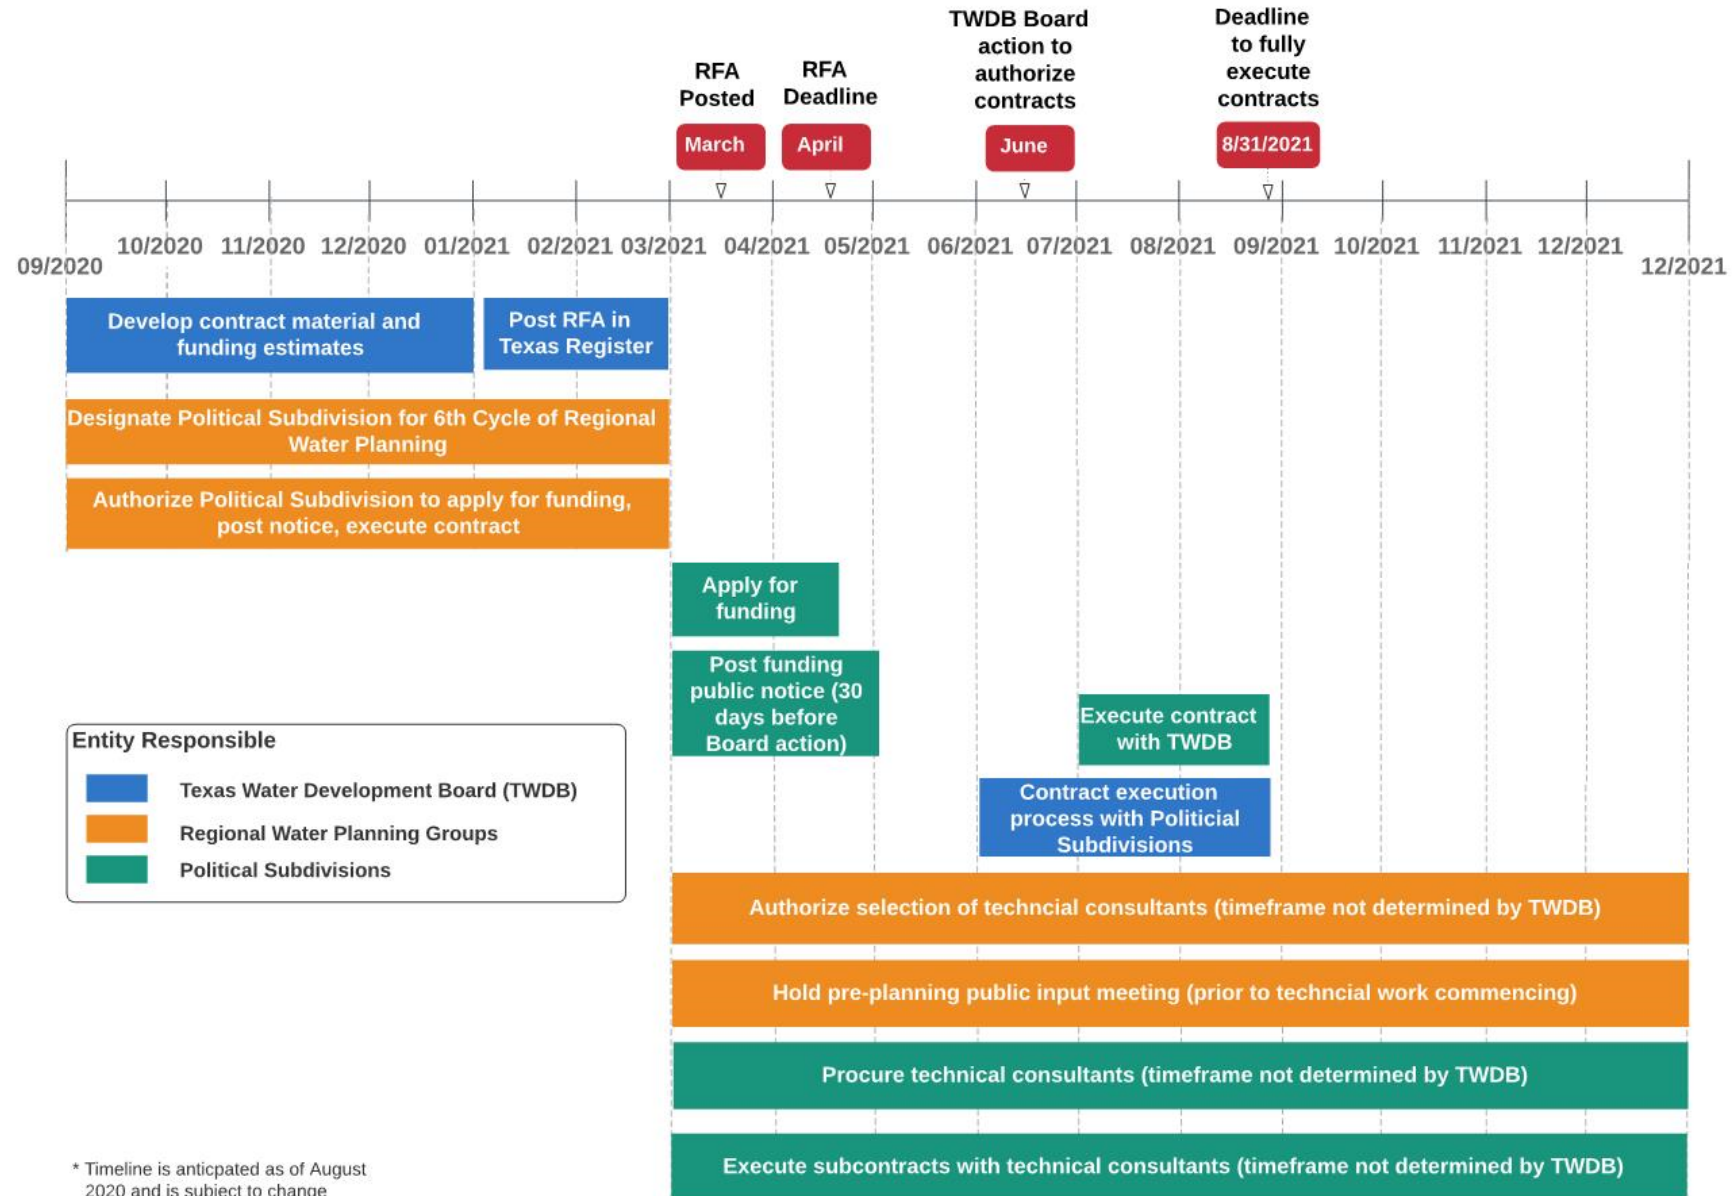 TWDB Board
action to
authorize
contracts
Deadline
to fully
execute
contracts
RFA
Posted
RFA
Deadline
March
April
June
8/31/2021
09/2020
10/2020
11/2020
12/2020
01/2021
02/2021
03/2021
04/2021
05/2021
06/2021
07/2021
08/2021
09/2021
10/2021
11/2021
12/2021
12/2021
Develop contract material and
funding estimates
Post RFA in
Texas Register
Designate Political Subdivision for 6th Cycle of Regional
Water Planning
Authorize Political Subdivision to apply for funding,
post notice, execute contract
Apply for
funding
Post funding
public notice (30
days before
Board action)
Execute contract
with TWDB
Contract execution
process with Politicial
Subdivisions
Entity Responsible
Texas Water Development Board (TWDB)
Regional Water Planning Groups
Political Subdivisions
Authorize selection of techncial consultants (timeframe not determined by TWDB)
Hold pre-planning public input meeting (prior to techncial work commencing)
Procure technical consultants (timeframe not determined by TWDB)
Execute subcontracts with technical consultants (timeframe not determined by TWDB)
* Timeline is anticpated as of August
2020 and is subject to change